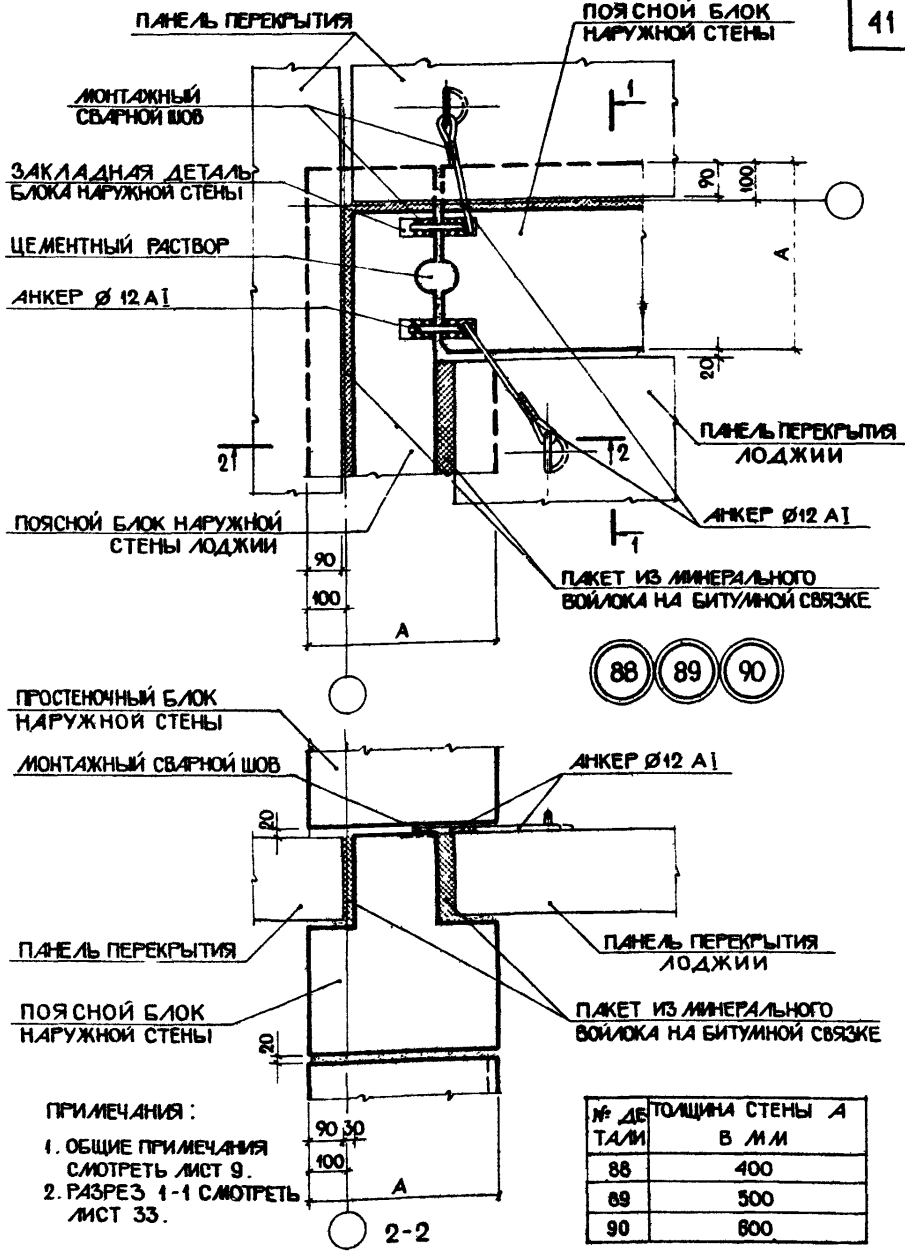 ПАНЕЛЬ ПЕРЕКРЫТИЯ
ПОЯСНОЙ БЛОК
НАРУЖНОЙ СТЕНЫ
41
МОНТАЖНЫЙ
СВАРНОЙ ШОВ
1
ЗАКЛАДНАЯ ДЕТАЛЬ
БЛОКА НАРУЖНОЙ СТЕНЫ
90
100
ЦЕМЕНТНЫЙ РАСТВОР
А
АНКЕР Ø 12 А I
20
ПАНЕЛЬ ПЕРЕКРЫТИЯ
ЛОДЖИИ
2
2
ПОЯСНОЙ БЛОК НАРУЖНОЙ
СТЕНЫ ЛОДЖИИ
АНКЕР Ø12 А I
1
90
100
А
ПАКЕТ ИЗ МИНЕРАЛЬНОГО
ВОЙЛОКА НА БИТУМНОЙ СВЯЗКЕ
88 89 90
ПРОСТЕНОЧНЫЙ БЛОК
НАРУЖНОЙ СТЕНЫ
МОНТАЖНЫЙ СВАРНОЙ ШОВ
АНКЕР Ø12 А I
20
ПАНЕЛЬ ПЕРЕКРЫТИЯ
ПАНЕЛЬ ПЕРЕКРЫТИЯ
ЛОДЖИИ
ПОЯСНОЙ БЛОК
НАРУЖНОЙ СТЕНЫ
ПАКЕТ ИЗ МИНЕРАЛЬНОГО
ВОЙЛОКА НА БИТУМНОЙ СВЯЗКЕ
20
90 30
100
А
2-2
ПРИМЕЧАНИЯ :
1. ОБЩИЕ ПРИМЕЧАНИЯ
СМОТРЕТЬ ЛИСТ 9.
2. РАЗРЕЗ 1-1 СМОТРЕТЬ
ЛИСТ 33.
№ ДЕ ТОЛЩИНА СТЕНЫ А
ТАЛИ В ММ
88 400
89 500
90 600